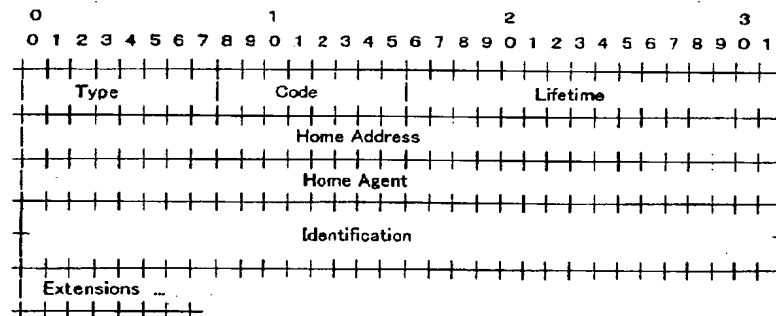 0 1 2 3
0 1 2 3 4 5 6 7 8 9 0 1 2 3 4 5 6 7 8 9 0 1 2 3 4 5 6 7 8 9 0 1
Type Code Lifetime
Home Address
Home Agent
Identification
Extensions ...